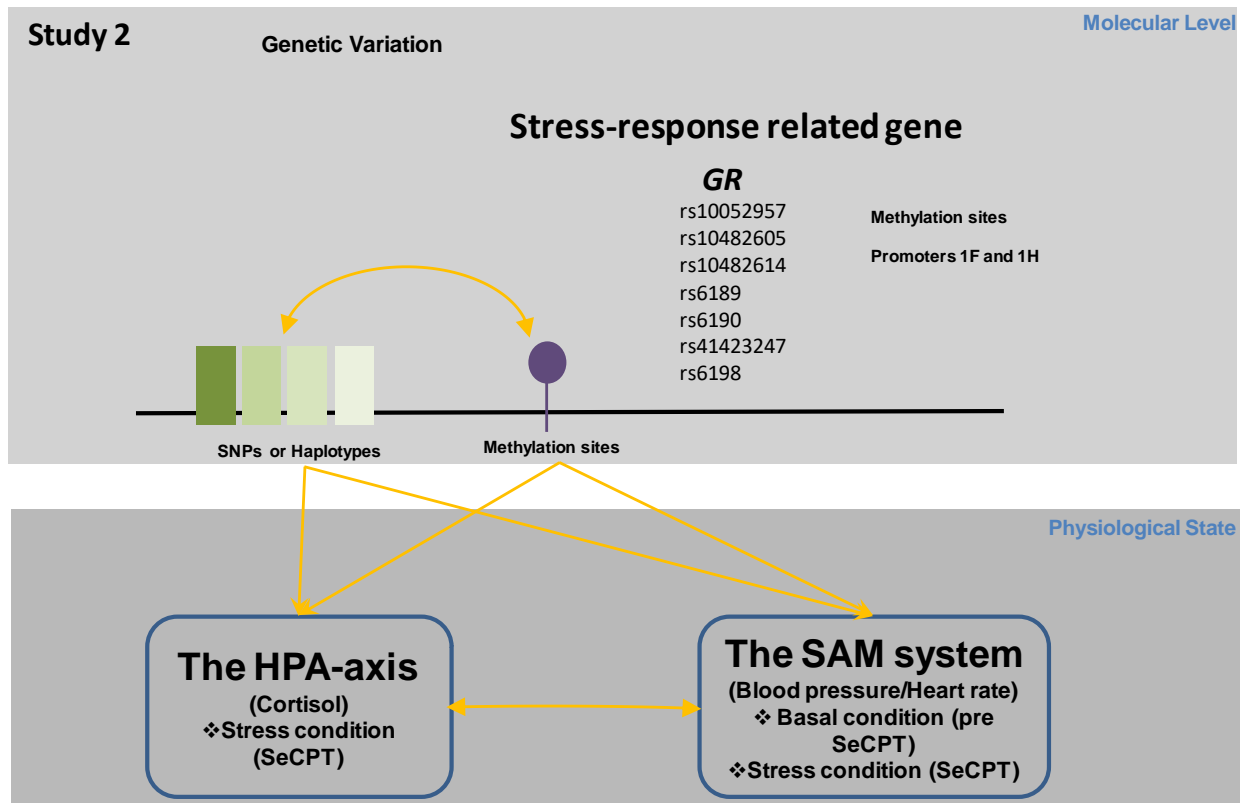 Study 2
Molecular Level
Genetic Variation
Stress-response related gene
GR
rs10052957
rs10482605
rs10482614
rs6189
rs6190
rs41423247
rs6198
Methylation sites
Promoters 1F and 1H
SNPs or Haplotypes
Methylation sites
Physiological State
The HPA-axis
(Cortisol)
❖Stress condition
(SeCPT)
The SAM system
(Blood pressure/Heart rate)
❖ Basal condition (pre
SeCPT)
❖Stress condition (SeCPT)